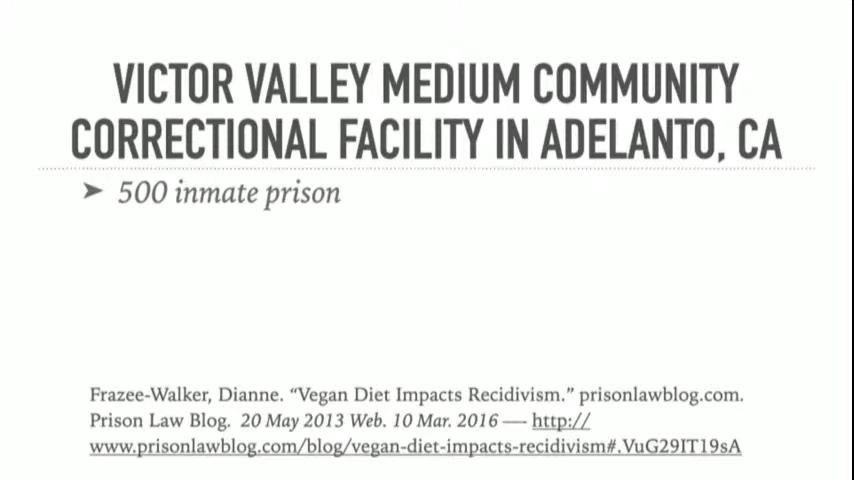 VICTOR VALLEY MEDIUM COMMUNITY
CORRECTIONAL FACILITY IN ADELANTO, CA
➤ 500 inmate prison
Frazee-Walker, Dianne. “Vegan Diet Impacts Recidivism.” prisonlawblog.com.
Prison Law Blog. 20 May 2013 Web. 10 Mar. 2016 — http://
www.prisonlawblog.com/blog/vegan-diet-impacts-recidivism#.VuG29IT19sA